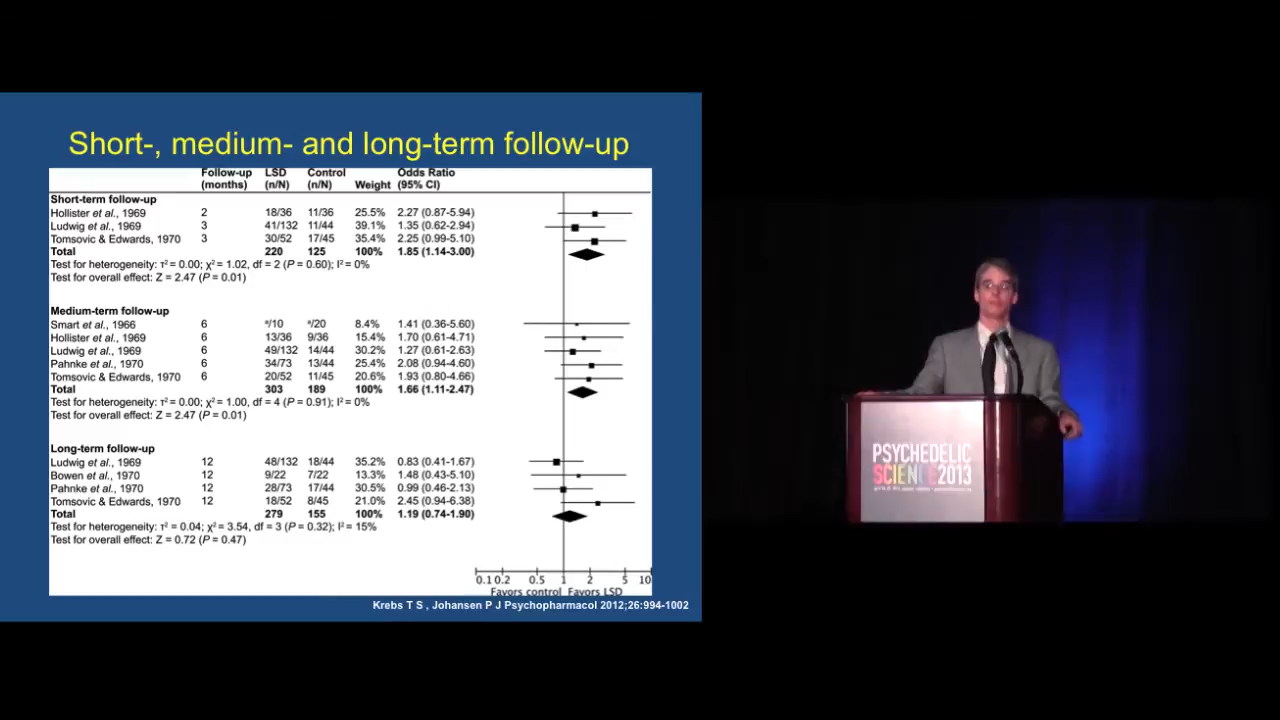 Short-, medium- and long-term follow-up
Follow-up LSD Control Odds Ratio
(months) (n/N) (n/N) Weight (95% CI)
Short-term follow-up
Hollister et al., 1969 2 18/36 11/36 25.5% 2.27 (0.87-5.94)
Ludwig et al., 1969 3 41/132 11/44 39.1% 1.35 (0.62-2.94)
Tomsovic & Edwards, 1970 3 30/52 17/45 35.4% 2.25 (0.99-5.10)
Total 220 125 100% 1.85 (1.14-3.00)
Test for heterogeneity: τ² = 0.00; χ² = 1.02, df = 2 (P = 0.60); I² = 0%
Test for overall effect: Z = 2.47 (P = 0.01)
Medium-term follow-up
Smart et al., 1966 6 ᵃ/10 ᵃ/20 8.4% 1.41 (0.36-5.60)
Hollister et al., 1969 6 13/36 9/36 15.4% 1.70 (0.61-4.71)
Ludwig et al., 1969 6 49/132 14/44 30.2% 1.27 (0.61-2.63)
Pahnke et al., 1970 6 34/73 13/44 25.4% 2.08 (0.94-4.60)
Tomsovic & Edwards, 1970 6 20/52 11/45 20.6% 1.93 (0.80-4.66)
Total 303 189 100% 1.66 (1.11-2.47)
Test for heterogeneity: τ² = 0.00; χ² = 1.00, df = 4 (P = 0.91); I² = 0%
Test for overall effect: Z = 2.47 (P = 0.01)
Long-term follow-up
Ludwig et al., 1969 12 48/132 18/44 35.2% 0.83 (0.41-1.67)
Bowen et al., 1970 12 9/22 7/22 13.3% 1.48 (0.43-5.10)
Pahnke et al., 1970 12 28/73 17/44 30.5% 0.99 (0.46-2.13)
Tomsovic & Edwards, 1970 12 18/52 8/45 21.0% 2.45 (0.94-6.38)
Total 279 155 100% 1.19 (0.74-1.90)
Test for heterogeneity: τ² = 0.04; χ² = 3.54, df = 3 (P = 0.32); I² = 15%
Test for overall effect: Z = 0.72 (P = 0.47)
0.1 0.2 0.5 1 2 5 10
Favors control Favors LSD
Krebs T S , Johansen P J Psychopharmacol 2012;26:994-1002
PSYCHEDELIC
SCIENCE2013